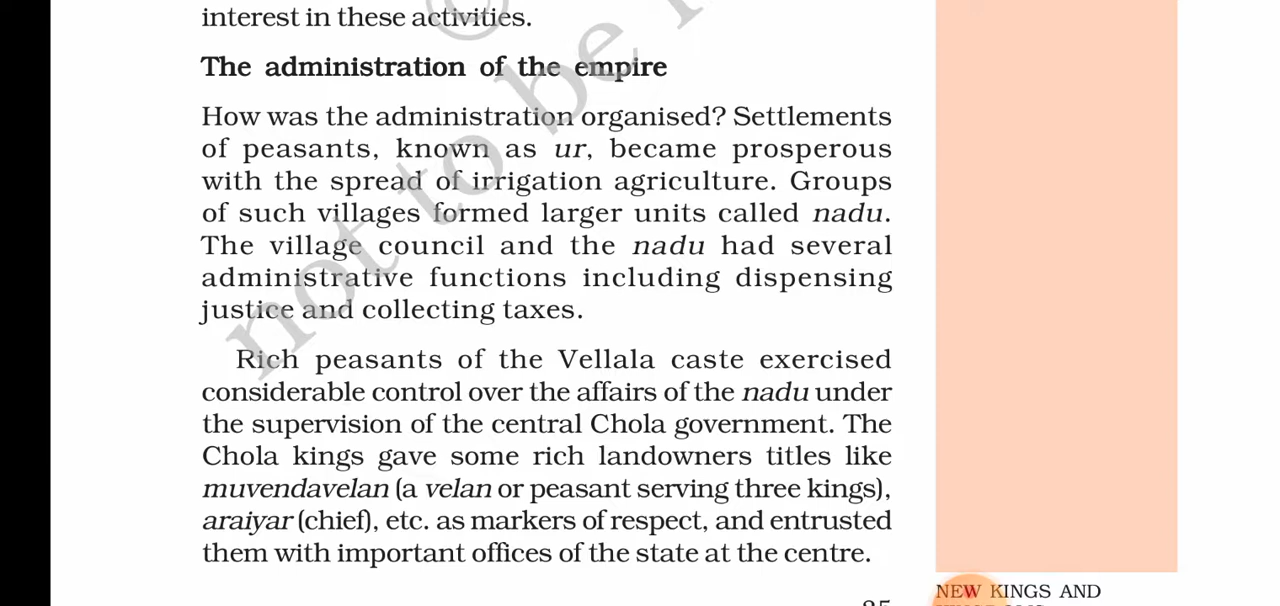 interest in these activities.
The administration of the empire
How was the administration organised? Settlements
of peasants, known as ur, became prosperous
with the spread of irrigation agriculture. Groups
of such villages formed larger units called nadu.
The village council and the nadu had several
administrative functions including dispensing
justice and collecting taxes.
Rich peasants of the Vellala caste exercised
considerable control over the affairs of the nadu under
the supervision of the central Chola government. The
Chola kings gave some rich landowners titles like
muvendavelan (a velan or peasant serving three kings),
araiyar (chief), etc. as markers of respect, and entrusted
them with important offices of the state at the centre.
NEW KINGS AND
not to be
©